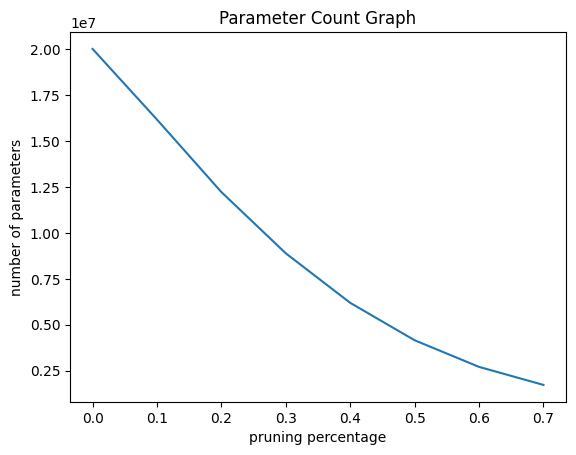 Parameter Count Graph
1e7
2.00
1.75
1.50
1.25
1.00
0.75
0.50
0.25
number of parameters
0.0 0.1 0.2 0.3 0.4 0.5 0.6 0.7
pruning percentage